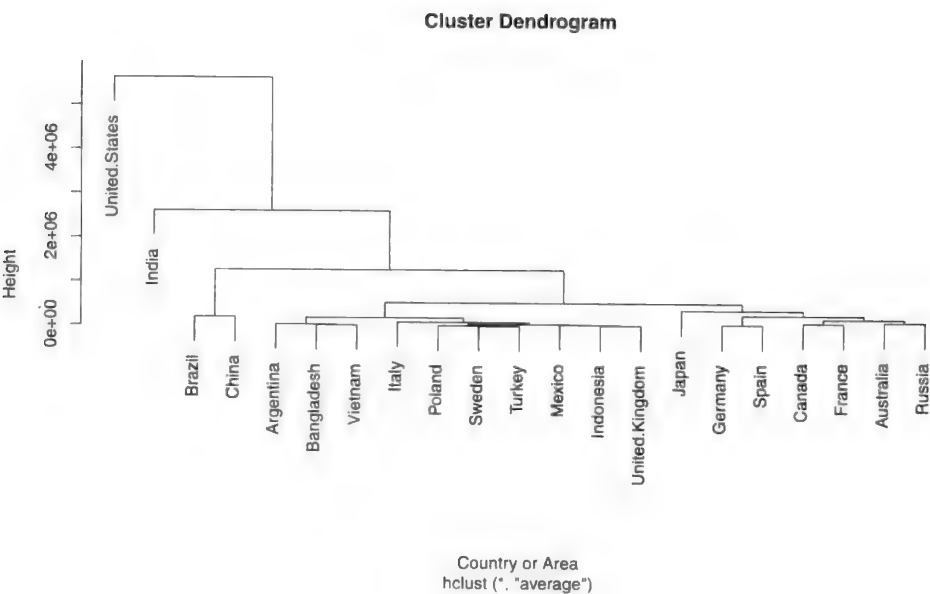 Cluster Dendrogram
Height
4e+06
2e+06
0e+00
United.States
India
Brazil
China
Argentina
Bangladesh
Vietnam
Italy
Poland
Sweden
Turkey
Mexico
Indonesia
United.Kingdom
Japan
Germany
Spain
Canada
France
Australia
Russia
Country or Area
hclust (*, "average")